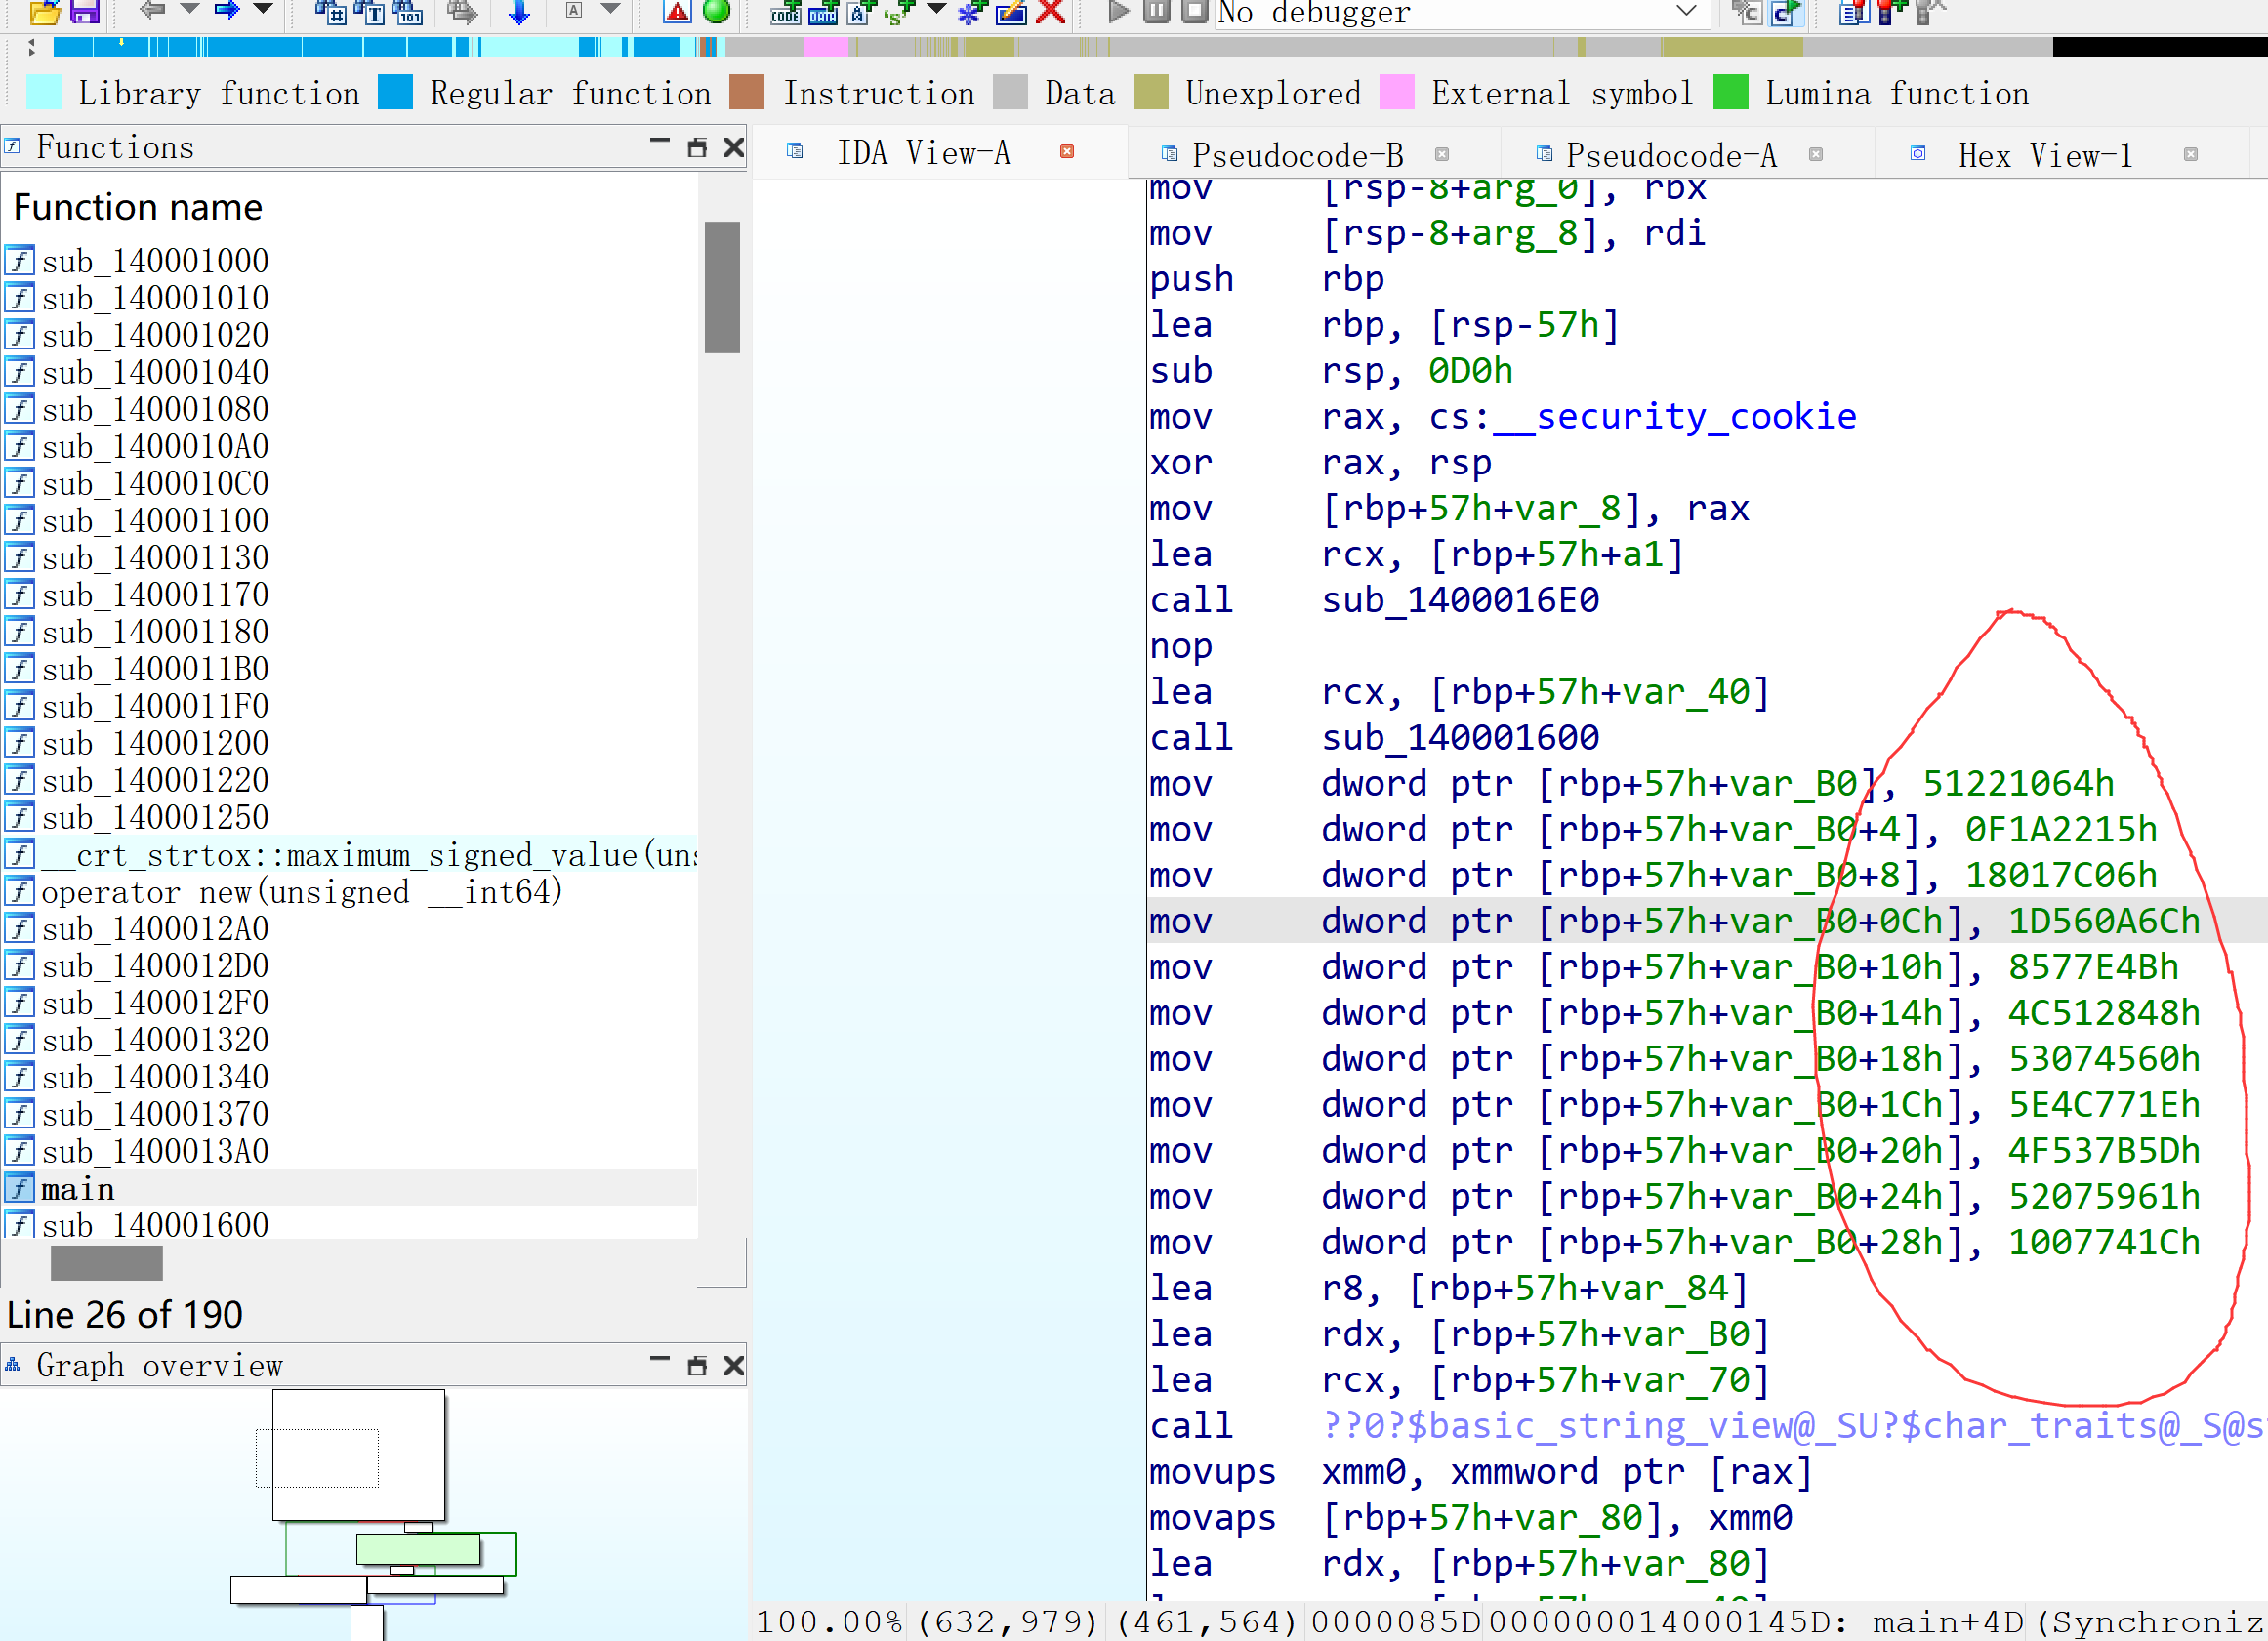 No debugger
Library function Regular function Instruction Data Unexplored External symbol Lumina function
Functions
Function name
sub_140001000
sub_140001010
sub_140001020
sub_140001040
sub_140001080
sub_1400010A0
sub_1400010C0
sub_140001100
sub_140001130
sub_140001170
sub_140001180
sub_1400011B0
sub_1400011F0
sub_140001200
sub_140001220
sub_140001250
__crt_strtox::maximum_signed_value(uns
operator new(unsigned __int64)
sub_1400012A0
sub_1400012D0
sub_1400012F0
sub_140001320
sub_140001340
sub_140001370
sub_1400013A0
main
sub_140001600
Line 26 of 190
Graph overview
IDA View-A Pseudocode-B Pseudocode-A Hex View-1
mov [rsp-8+arg_0], rbx
mov [rsp-8+arg_8], rdi
push rbp
lea rbp, [rsp-57h]
sub rsp, 0D0h
mov rax, cs:__security_cookie
xor rax, rsp
mov [rbp+57h+var_8], rax
lea rcx, [rbp+57h+a1]
call sub_1400016E0
nop
lea rcx, [rbp+57h+var_40]
call sub_140001600
mov dword ptr [rbp+57h+var_B0], 51221064h
mov dword ptr [rbp+57h+var_B0+4], 0F1A2215h
mov dword ptr [rbp+57h+var_B0+8], 18017C06h
mov dword ptr [rbp+57h+var_B0+0Ch], 1D560A6Ch
mov dword ptr [rbp+57h+var_B0+10h], 8577E4Bh
mov dword ptr [rbp+57h+var_B0+14h], 4C512848h
mov dword ptr [rbp+57h+var_B0+18h], 53074560h
mov dword ptr [rbp+57h+var_B0+1Ch], 5E4C771Eh
mov dword ptr [rbp+57h+var_B0+20h], 4F537B5Dh
mov dword ptr [rbp+57h+var_B0+24h], 52075961h
mov dword ptr [rbp+57h+var_B0+28h], 1007741Ch
lea r8, [rbp+57h+var_84]
lea rdx, [rbp+57h+var_B0]
lea rcx, [rbp+57h+var_70]
call ??0?$basic_string_view@_SU?$char_traits@_S@s
movups xmm0, xmmword ptr [rax]
movaps [rbp+57h+var_80], xmm0
lea rdx, [rbp+57h+var_80]
100.00% (632,979) (461,564) 0000085D 000000014000145D: main+4D (Synchroniz